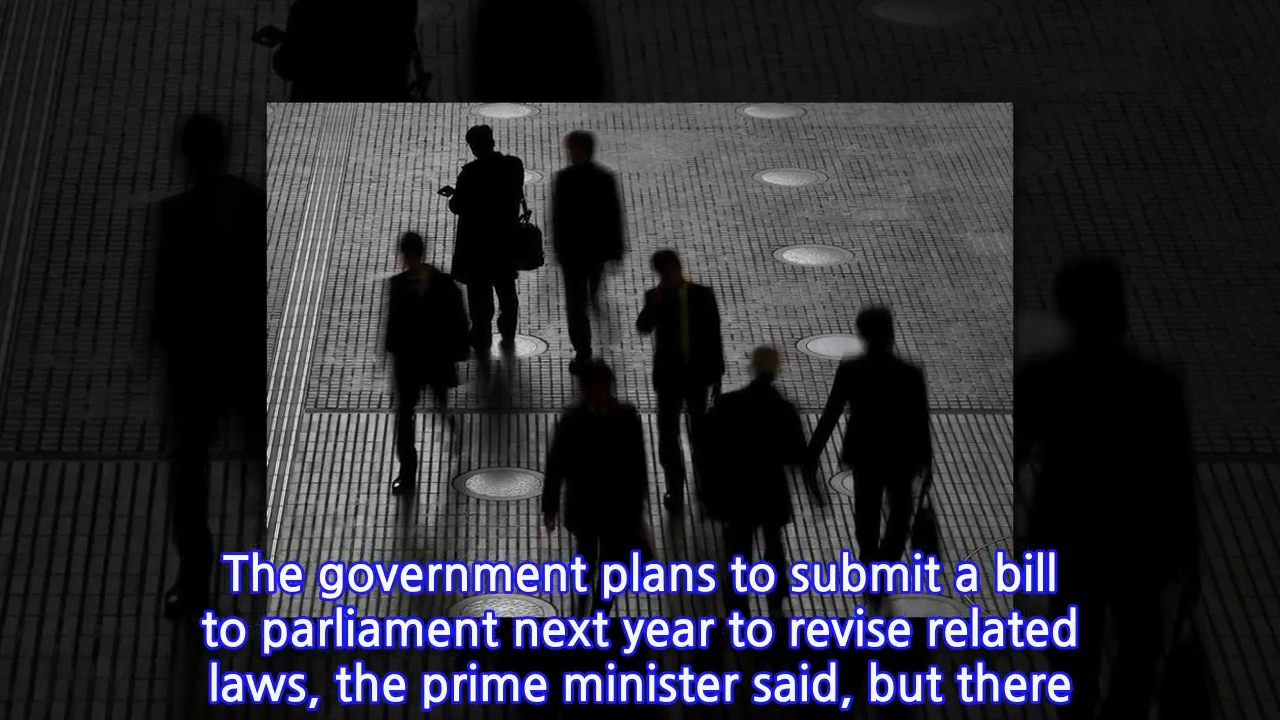 The government plans to submit a bill
to parliament next year to revise related
laws, the prime minister said, but there